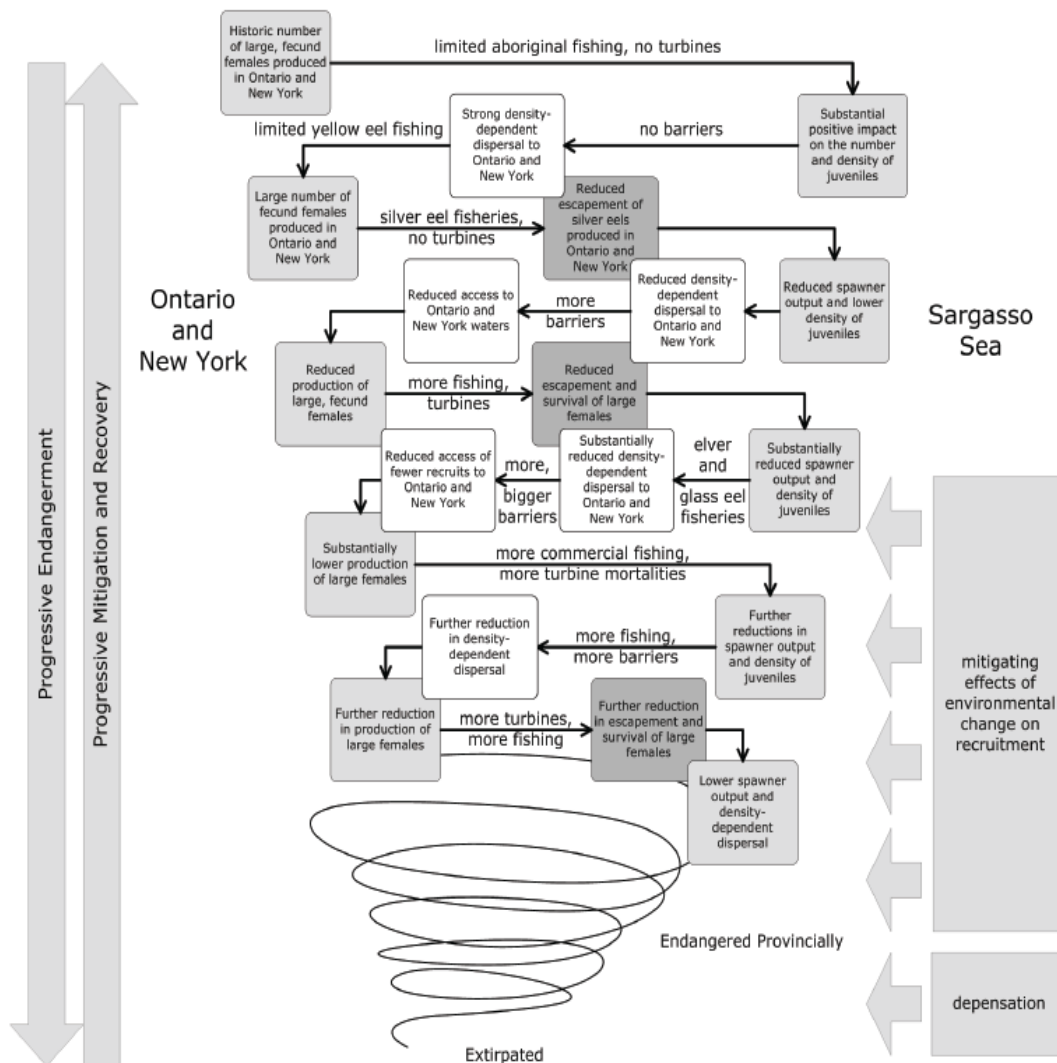 Historic number
of large, fecund
females produced
in Ontario and
New York
limited aboriginal fishing, no turbines
Substantial
positive impact
on the number
and density of
juveniles
no barriers
Strong density-
dependent
dispersal to
Ontario and
New York
limited yellow eel fishing
Large number of
fecund females
produced in
Ontario and
New York
silver eel fisheries,
no turbines
Reduced
escapement of
silver eels
produced in
Ontario and
New York
Reduced spawner
output and lower
density of
juveniles
Reduced density-
dependent
dispersal to
Ontario and
New York
more
barriers
Reduced access to
Ontario and
New York waters
Ontario
and
New York
Sargasso
Sea
Reduced
production of
large, fecund
females
more fishing,
turbines
Reduced
escapement and
survival of large
females
Substantially
reduced spawner
output and
density of
juveniles
elver
and
glass eel
fisheries
Substantially
reduced density-
dependent
dispersal to
Ontario and
New York
more,
bigger
barriers
Reduced access of
fewer recruits to
Ontario and
New York
Substantially
lower production
of large females
more commercial fishing,
more turbine mortalities
Further
reductions in
spawner output
and density of
juveniles
more fishing,
more barriers
Further reduction
in density-
dependent
dispersal
Further reduction
in production of
large females
more turbines,
more fishing
Further reduction
in escapement and
survival of large
females
Lower spawner
output and
density-
dependent
dispersal
Endangered Provincially
Extirpated
Progressive Endangerment
Progressive Mitigation and Recovery
mitigating
effects of
environmental
change on
recruitment
depensation